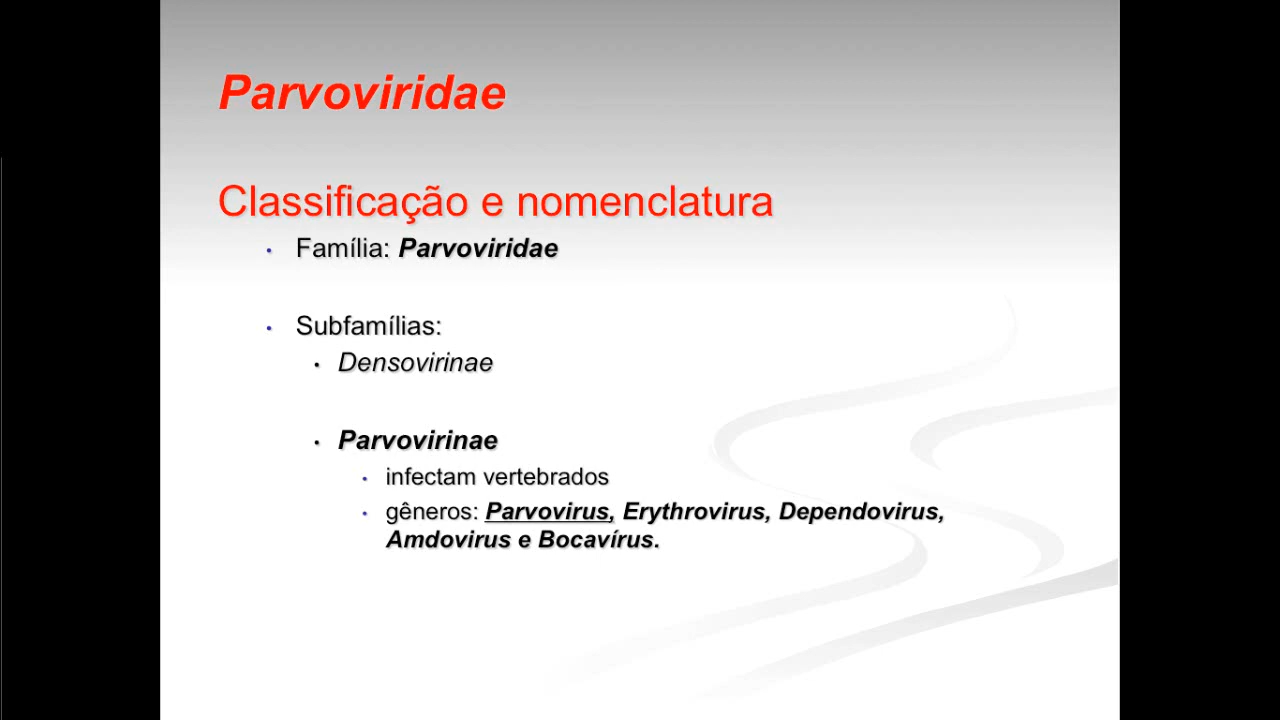 Parvoviridae
Classificação e nomenclatura
• Família: Parvoviridae
• Subfamílias:
• Densovirinae
• Parvovirinae
• infectam vertebrados
• gêneros: Parvovirus, Erythrovirus, Dependovirus,
Amdovirus e Bocavírus.